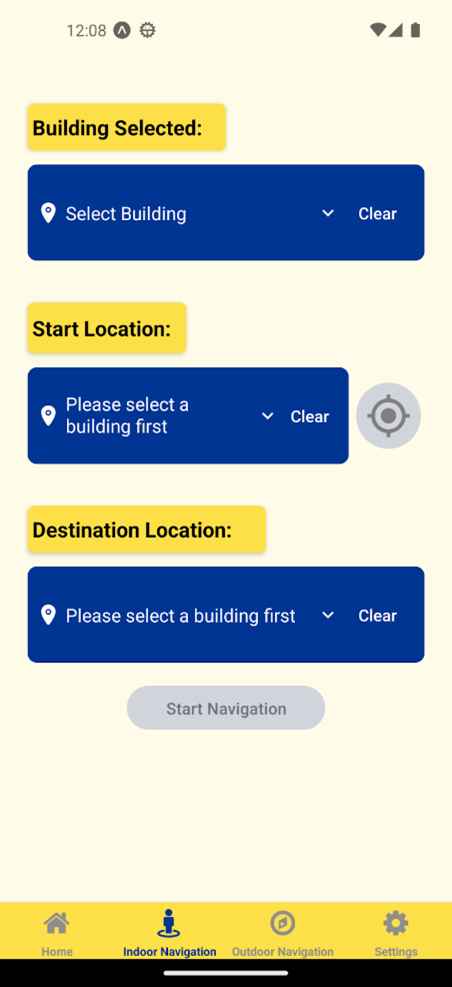 12:08
Building Selected:
Select Building Clear
Start Location:
Please select a
building first
Clear
Destination Location:
Please select a building first Clear
Start Navigation
Home Indoor Navigation Outdoor Navigation Settings